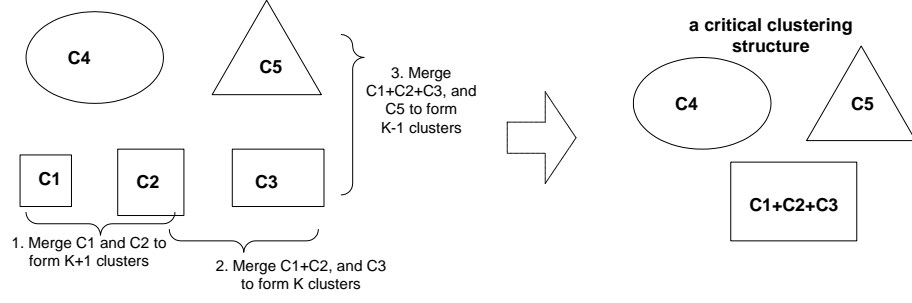 C4
C5
3. Merge
C1+C2+C3, and
C5 to form
K-1 clusters
C1
C2
C3
1. Merge C1 and C2 to
form K+1 clusters
2. Merge C1+C2, and C3
to form K clusters
a critical clustering
structure
C4
C5
C1+C2+C3